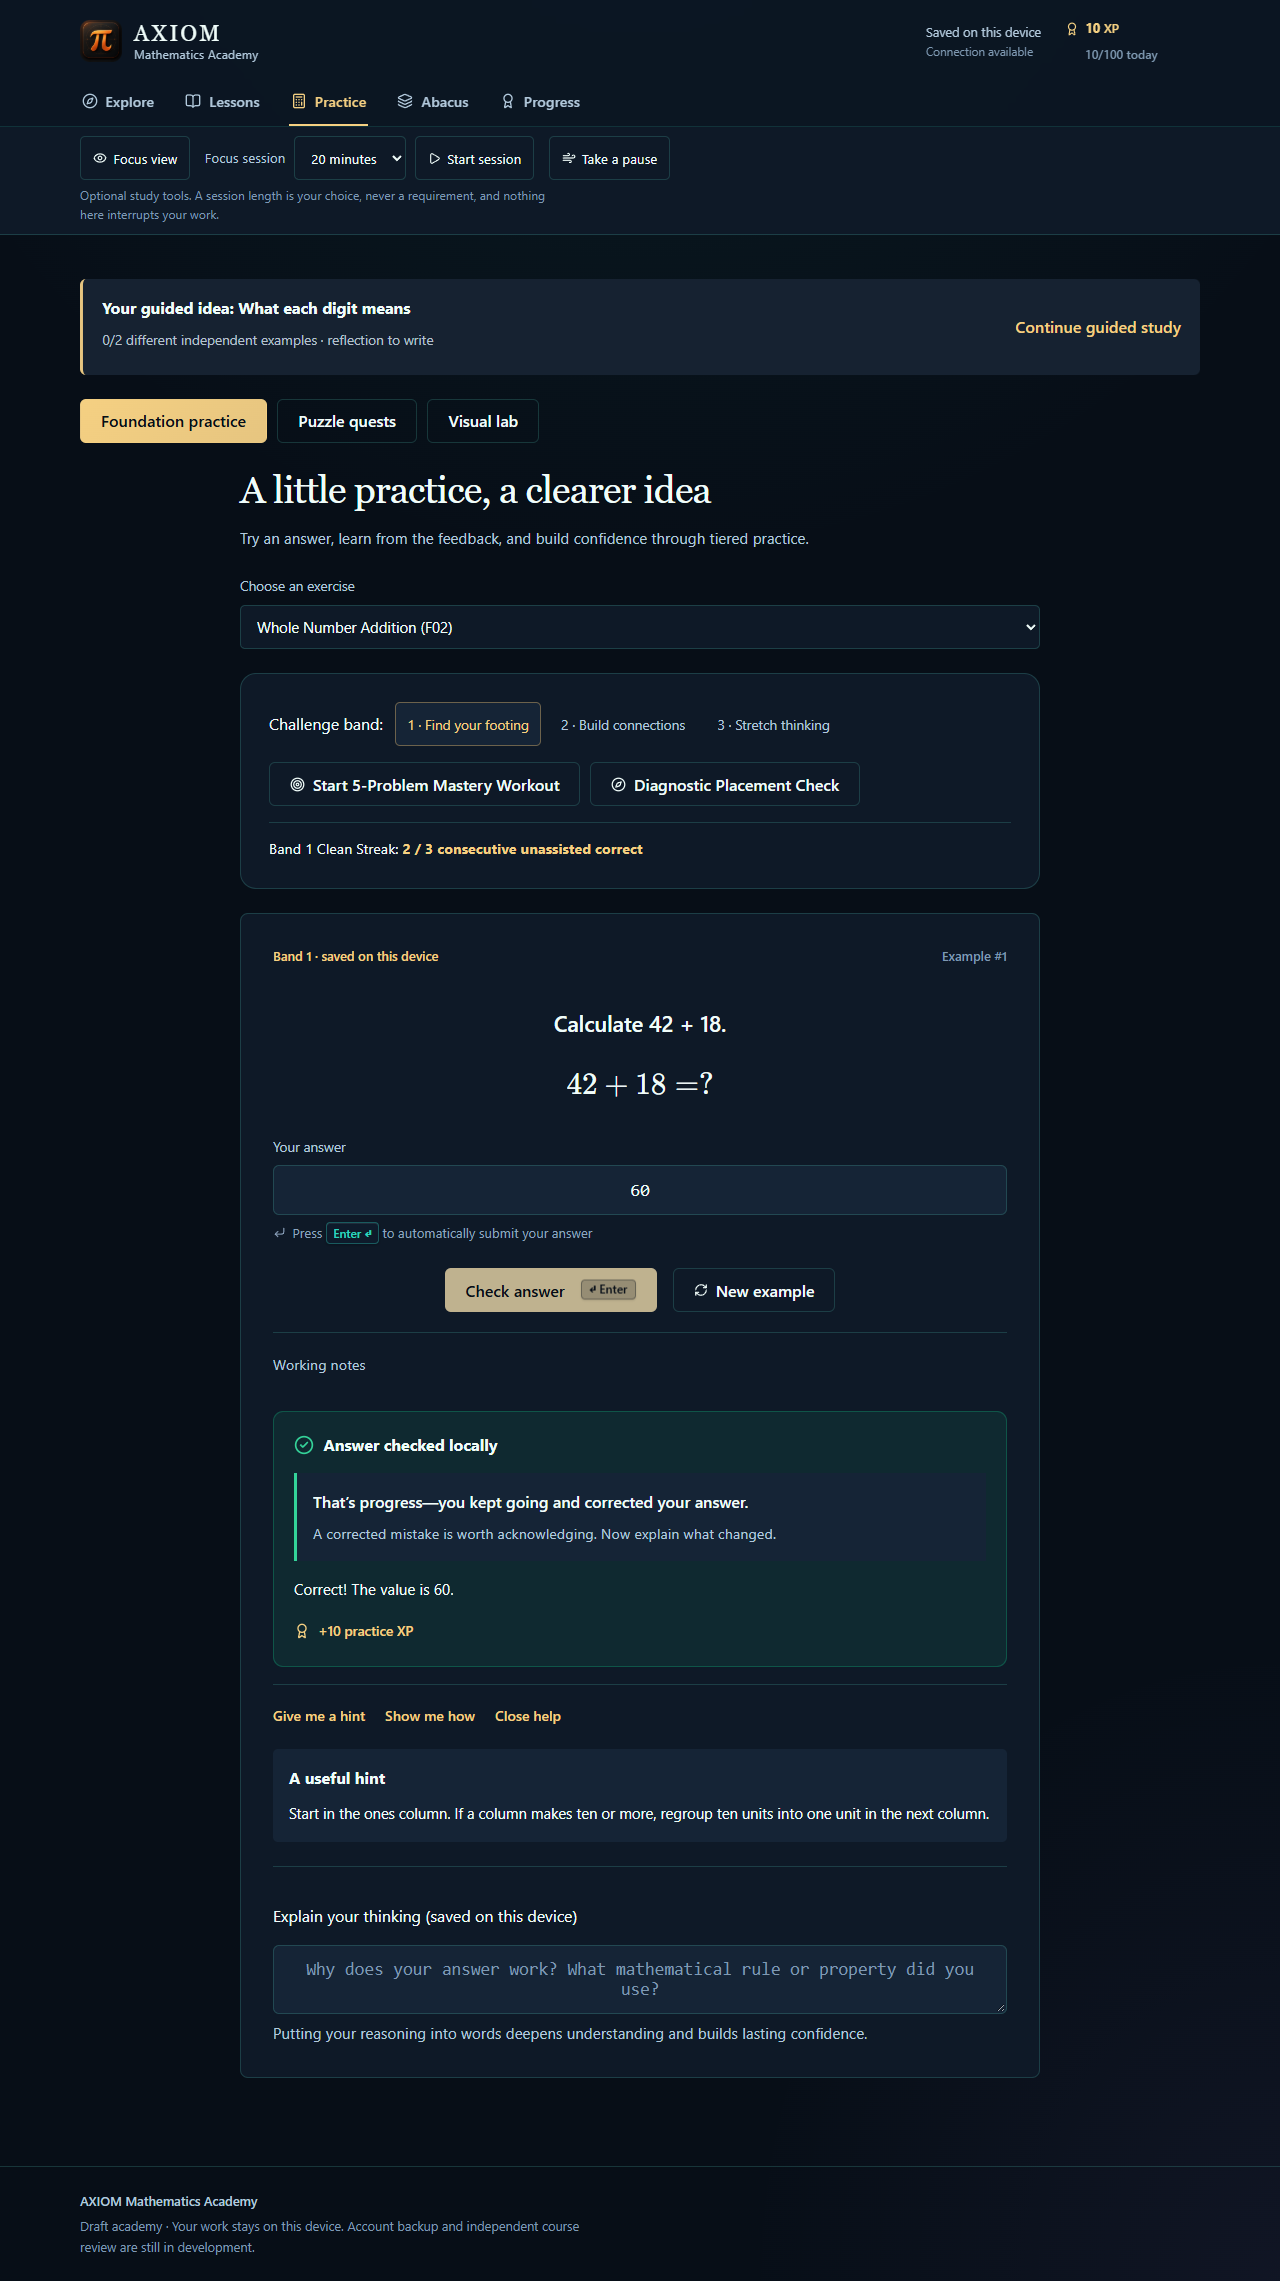 π AXIOM
Mathematics Academy
Saved on this device
Connection available
10 XP
10/100 today
Explore
Lessons
Practice
Abacus
Progress
Focus view
Focus session
20 minutes
Start session
Take a pause
Optional study tools. A session length is your choice, never a requirement, and nothing
here interrupts your work.
Your guided idea: What each digit means
0/2 different independent examples · reflection to write
Continue guided study
Foundation practice
Puzzle quests
Visual lab
A little practice, a clearer idea
Try an answer, learn from the feedback, and build confidence through tiered practice.
Choose an exercise
Whole Number Addition (F02)
Challenge band:
1 · Find your footing
2 · Build connections
3 · Stretch thinking
Start 5-Problem Mastery Workout
Diagnostic Placement Check
Band 1 Clean Streak: 2 / 3 consecutive unassisted correct
Band 1 · saved on this device
Example #1
Calculate 42 + 18.
42 + 18 =?
Your answer
60
↵ Press Enter ↵ to automatically submit your answer
Check answer ↵ Enter
New example
Working notes
Answer checked locally
That's progress—you kept going and corrected your answer.
A corrected mistake is worth acknowledging. Now explain what changed.
Correct! The value is 60.
+10 practice XP
Give me a hint
Show me how
Close help
A useful hint
Start in the ones column. If a column makes ten or more, regroup ten units into one unit in the next column.
Explain your thinking (saved on this device)
Why does your answer work? What mathematical rule or property did you
use?
Putting your reasoning into words deepens understanding and builds lasting confidence.
AXIOM Mathematics Academy
Draft academy · Your work stays on this device. Account backup and independent course
review are still in development.